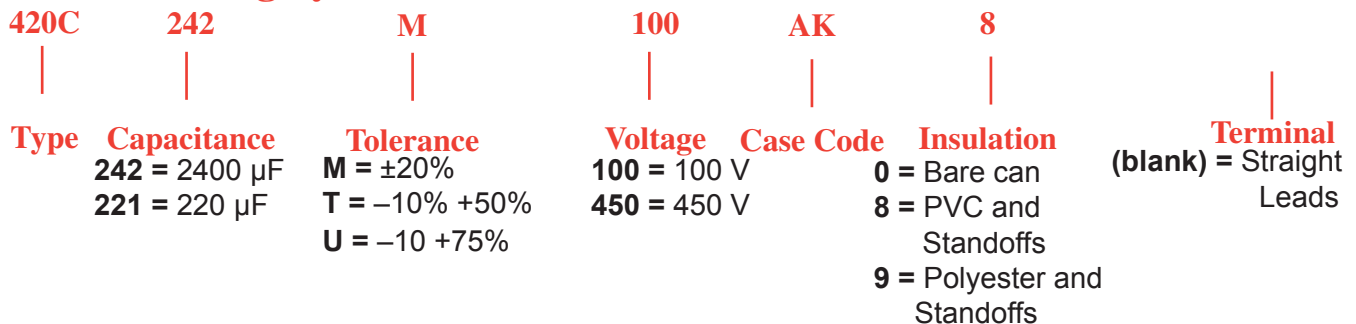 420C 242 M 100 AK 8
Type Capacitance Tolerance Voltage Case Code Insulation Terminal
242 = 2400 µF
221 = 220 µF
M = ±20%
T = –10% +50%
U = –10 +75%
100 = 100 V
450 = 450 V
0 = Bare can
8 = PVC and
Standoffs
9 = Polyester and
Standoffs
(blank) = Straight
Leads